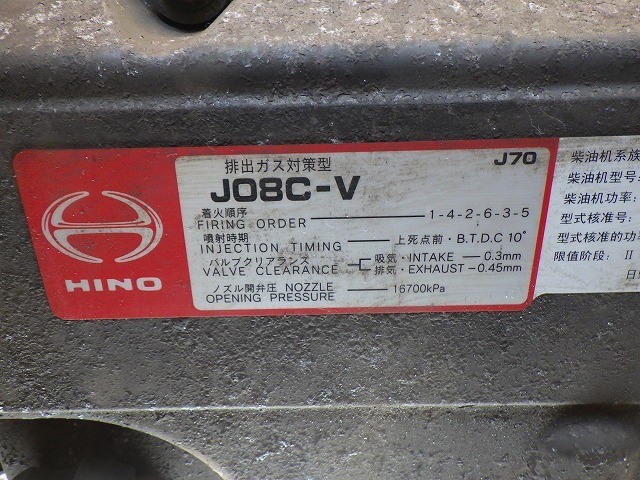 排出ガス対策型
J70
J08C-V
着火順序
FIRING ORDER 1-4-2-6-3-5
噴射時期
INJECTION TIMING 上死点前・B.T.D.C 10°
バルブクリアランス
VALVE CLEARANCE
吸気・INTAKE — 0.3mm
排気・EXHAUST — 0.45mm
ノズル開弁圧 NOZZLE
OPENING PRESSURE 16700kPa
HINO
柴油机系族
柴油机型号:
柴油机功率:
型式核准号:
型式核准的功
限值阶段: II